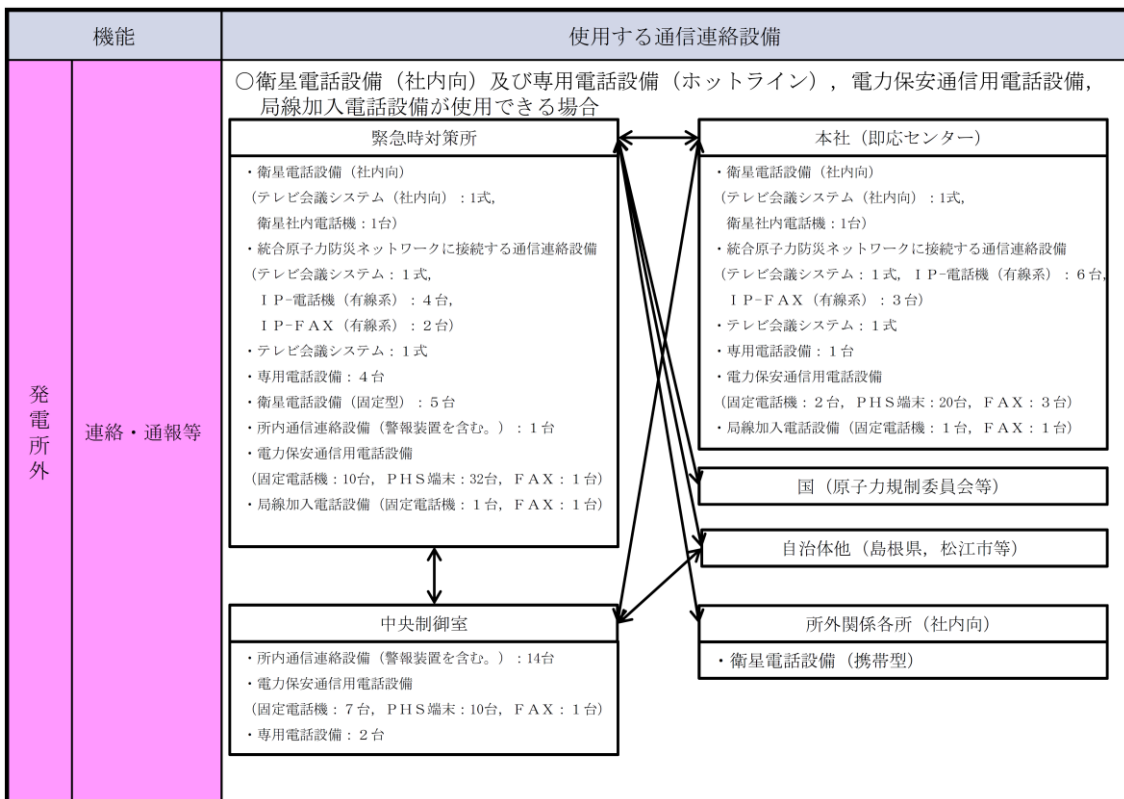 機能
使用する通信連絡設備
発電所外
連絡・通報等
○衛星電話設備（社内向）及び専用電話設備（ホットライン），電力保安通信用電話設備，
局線加入電話設備が使用できる場合
緊急時対策所
・衛星電話設備（社内向）
（テレビ会議システム（社内向）：1式，
衛星社内電話機：1台）
・統合原子力防災ネットワークに接続する通信連絡設備
（テレビ会議システム：１式，
ＩＰ-電話機（有線系）：４台，
ＩＰ-ＦＡＸ（有線系）：２台）
・テレビ会議システム：１式
・専用電話設備：４台
・衛星電話設備（固定型）：５台
・所内通信連絡設備（警報装置を含む。）：１台
・電力保安通信用電話設備
（固定電話機：10台，ＰＨＳ端末：32台，ＦＡＸ：１台）
・局線加入電話設備（固定電話機：１台，ＦＡＸ：１台）
本社（即応センター）
・衛星電話設備（社内向）
（テレビ会議システム（社内向）：1式，
衛星社内電話機：1台）
・統合原子力防災ネットワークに接続する通信連絡設備
（テレビ会議システム：１式，ＩＰ-電話機（有線系）：６台，
ＩＰ-ＦＡＸ（有線系）：３台）
・テレビ会議システム：１式
・専用電話設備：１台
・電力保安通信用電話設備
（固定電話機：２台，ＰＨＳ端末：20台，ＦＡＸ：３台）
・局線加入電話設備（固定電話機：１台，ＦＡＸ：１台）
国（原子力規制委員会等）
自治体他（島根県，松江市等）
中央制御室
・所内通信連絡設備（警報装置を含む。）：14台
・電力保安通信用電話設備
（固定電話機：７台，ＰＨＳ端末：10台，ＦＡＸ：１台）
・専用電話設備：２台
所外関係各所（社内向）
・衛星電話設備（携帯型）